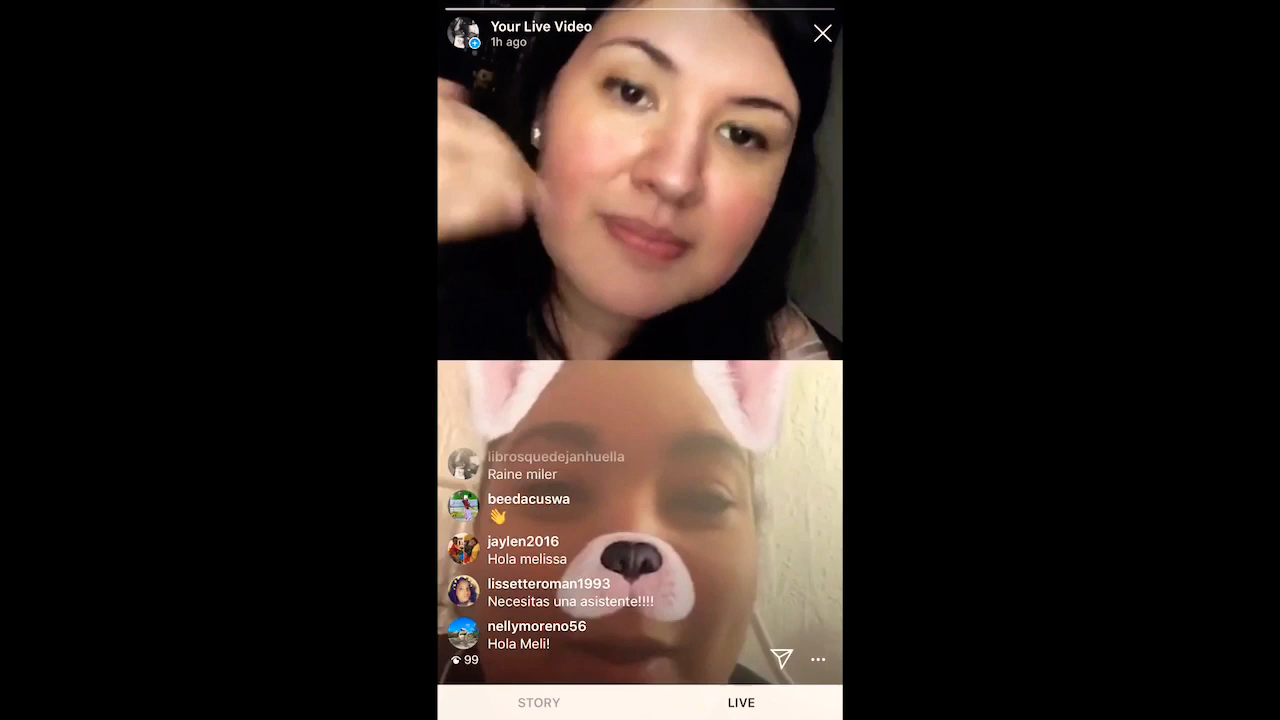 Your Live Video
1h ago
librosquedejanhuella
Raine miler
beedacuswa
👋
jaylen2016
Hola melissa
lissetteroman1993
Necesitas una asistente!!!!
nellymoreno56
Hola Meli!
99
STORY
LIVE